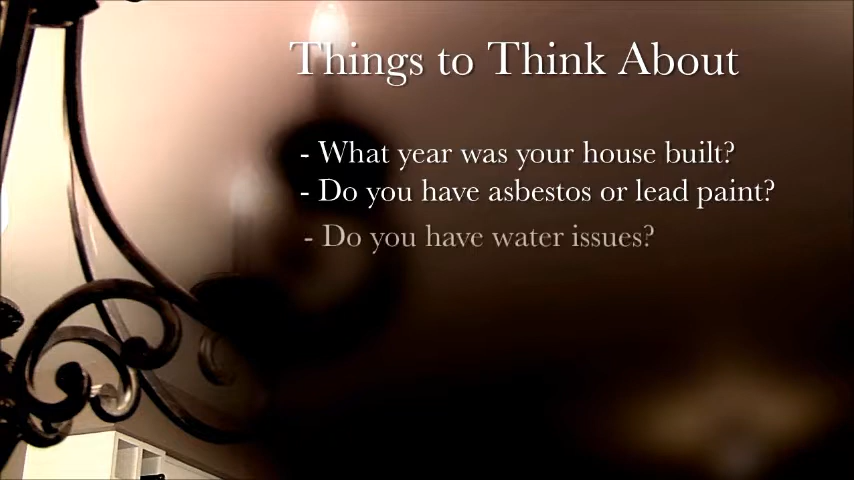 Things to Think About
- What year was your house built?
- Do you have asbestos or lead paint?
- Do you have water issues?